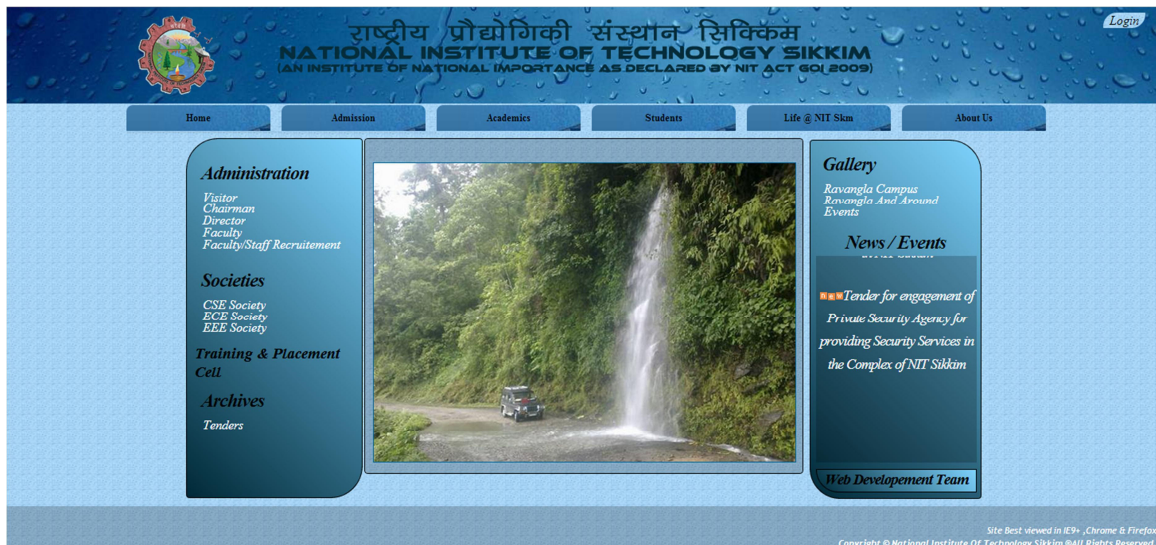 Login
राष्ट्रीय प्रौद्योगिकी संस्थान सिक्किम
NATIONAL INSTITUTE OF TECHNOLOGY SIKKIM
(AN INSTITUTE OF NATIONAL IMPORTANCE AS DECLARED BY NIT ACT GOI 2009)
Home
Admission
Academics
Students
Life @ NIT Skm
About Us
Administration
Visitor
Chairman
Director
Faculty
Faculty/Staff Recruitement
Societies
CSE Society
ECE Society
EEE Society
Training & Placement
Cell
Archives
Tenders
Gallery
Ravangla Campus
Ravangla And Around
Events
News / Events
new Tender for engagement of
Private Security Agency for
providing Security Services in
the Complex of NIT Sikkim
Web Developement Team
Site Best viewed in IE9+ ,Chrome & Firefox
Copyright © National Institute Of Technology Sikkim ®All Rights Reserved